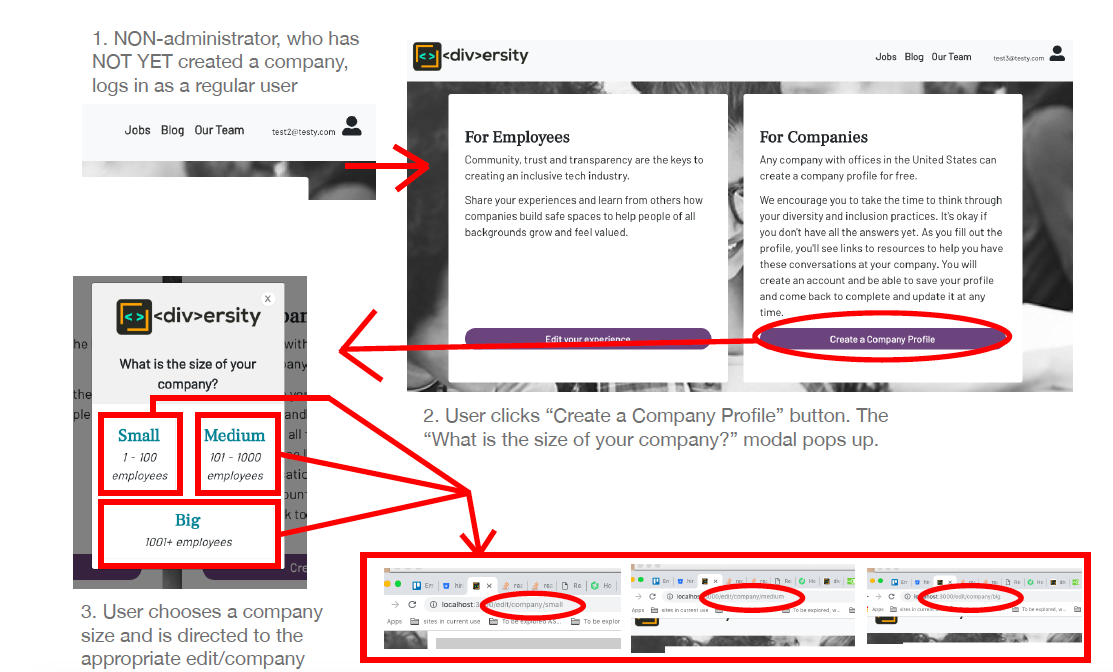 1. NON-administrator, who has
NOT YET created a company,
logs in as a regular user
Jobs Blog Our Team test2@testy.com
<div>ersity
Jobs Blog Our Team test3@testy.com
For Employees
Community, trust and transparency are the keys to
creating an inclusive tech industry.
Share your experiences and learn from others how
companies build safe spaces to help people of all
backgrounds grow and feel valued.
Edit your experience
For Companies
Any company with offices in the United States can
create a company profile for free.
We encourage you to take the time to think through
your diversity and inclusion practices. It's okay if
you don't have all the answers yet. As you fill out the
profile, you'll see links to resources to help you have
these conversations at your company. You will
create an account and be able to save your profile
and come back to complete and update it at any
time.
Create a Company Profile
2. User clicks “Create a Company Profile” button. The
“What is the size of your company?” modal pops up.
X
<div>ersity
What is the size of your
company?
Small
1 - 100
employees
Medium
101 - 1000
employees
Big
1001+ employees
3. User chooses a company
size and is directed to the
appropriate edit/company
localhost:3000/edit/company/small
Apps sites in current use To be explored AS... To be explor
localhost:3000/edit/company/medium
Apps sites in current use To be explored, w...
localhost:3000/edit/company/big
Apps sites in current use To be explored, w...